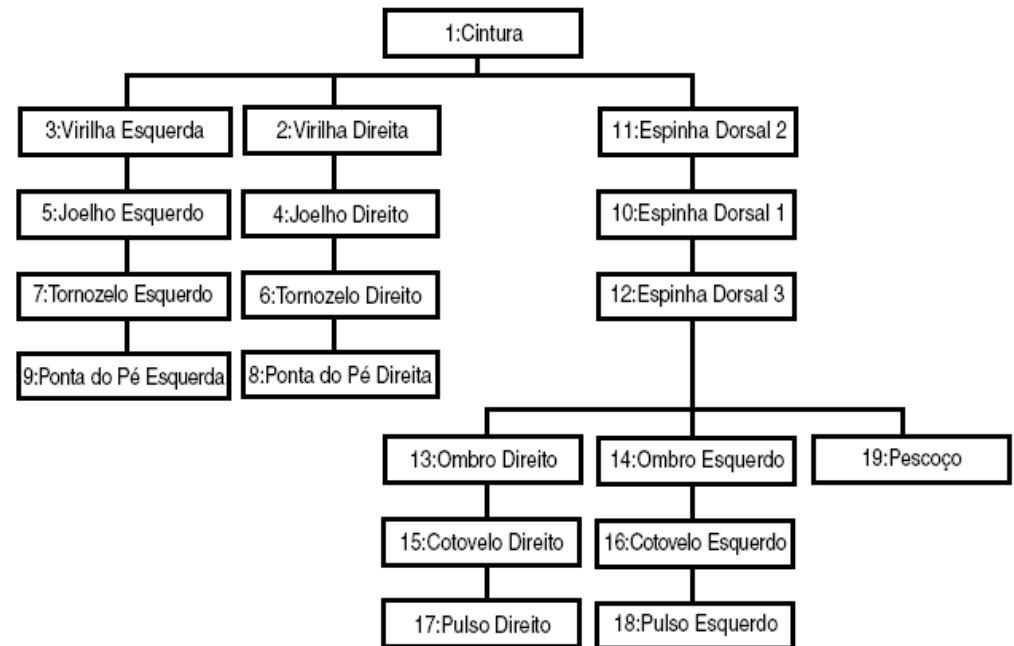 1:Cintura
3:Virilha Esquerda
2:Virilha Direita
11:Espinha Dorsal 2
5:Joelho Esquerdo
4:Joelho Direito
10:Espinha Dorsal 1
7:Tornozelo Esquerdo
6:Tornozelo Direito
12:Espinha Dorsal 3
9:Ponta do Pé Esquerda
8:Ponta do Pé Direita
13:Ombro Direito
14:Ombro Esquerdo
19:Pescoço
15:Cotovelo Direito
16:Cotovelo Esquerdo
17:Pulso Direito
18:Pulso Esquerdo